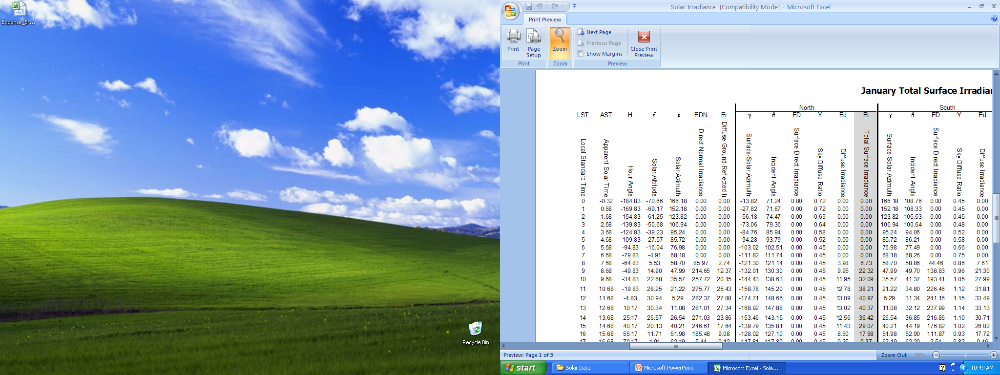 Expense_Br...
Recycle Bin
Solar Irradiance [Compatibility Mode] - Microsoft Excel
Print Preview
Print
Page Setup
Zoom
Next Page
Previous Page
Show Margins
Close Print Preview
Print
Zoom
Preview
January Total Surface Irradia
North South
LST AST H β ϕ EDN Er γ θ ED Y Ed Et γ θ ED Y Ed
Local Standard Time
Apparent Solar Time
Hour Angle
Solar Altitude
Solar Azimuth
Direct Normal Irradiance
Diffuse Ground-Reflected
Surface-Solar Azimuth
Incident Angle
Surface Direct Irradiance
Sky Diffuse Ratio
Diffuse Irradiance
Total Surface Irradiance
Surface-Solar Azimuth
Incident Angle
Surface Direct Irradiance
Sky Diffuse Ratio
Diffuse Irradiance
0 -0.32 -184.83 -70.66 166.18 0.00 0.00 -13.82 71.24 0.00 0.72 0.00 0.00 166.18 108.76 0.00 0.45 0.00
1 0.68 -169.83 -69.17 152.18 0.00 0.00 -27.82 71.67 0.00 0.72 0.00 0.00 152.18 108.33 0.00 0.45 0.00
2 1.68 -154.83 -61.25 123.82 0.00 0.00 -56.18 74.47 0.00 0.69 0.00 0.00 123.82 105.53 0.00 0.45 0.00
3 2.68 -139.83 -50.68 106.94 0.00 0.00 -73.06 79.36 0.00 0.64 0.00 0.00 106.94 100.64 0.00 0.48 0.00
4 3.68 -124.83 -39.23 95.24 0.00 0.00 -84.76 85.94 0.00 0.58 0.00 0.00 95.24 94.06 0.00 0.52 0.00
5 4.68 -109.83 -27.57 85.72 0.00 0.00 -94.28 93.79 0.00 0.52 0.00 0.00 85.72 86.21 0.00 0.58 0.00
6 5.68 -94.83 -16.04 76.98 0.00 0.00 -103.02 102.51 0.00 0.45 0.00 0.00 76.98 77.49 0.00 0.66 0.00
7 6.68 -79.83 -4.91 68.18 0.00 0.00 -111.82 111.74 0.00 0.45 0.00 0.00 68.18 68.26 0.00 0.75 0.00
8 7.68 -64.83 5.53 58.70 85.97 2.74 -121.30 121.14 0.00 0.45 3.98 6.73 58.70 58.86 44.46 0.86 7.61
9 8.68 -49.83 14.90 47.99 214.65 12.37 -132.01 130.30 0.00 0.45 9.95 22.32 47.99 49.70 138.83 0.96 21.30
10 9.68 -34.83 22.68 35.57 257.72 20.15 -144.43 138.63 0.00 0.45 11.95 32.09 35.57 41.37 193.41 1.05 27.99
11 10.68 -19.83 28.25 21.22 275.77 25.43 -158.78 145.20 0.00 0.45 12.78 38.21 21.22 34.80 226.46 1.12 31.81
12 11.68 -4.83 30.94 5.29 282.37 27.88 -174.71 148.66 0.00 0.45 13.09 40.97 5.29 31.34 241.16 1.15 33.49
13 12.68 10.17 30.34 11.08 281.01 27.34 -168.92 147.88 0.00 0.45 13.02 40.37 11.08 32.12 237.99 1.14 33.13
14 13.68 25.17 26.57 26.54 271.03 23.86 -153.46 143.15 0.00 0.45 12.56 36.42 26.54 36.85 216.86 1.10 30.71
15 14.68 40.17 20.13 40.21 246.61 17.64 -139.79 135.81 0.00 0.45 11.43 29.07 40.21 44.19 176.82 1.02 26.02
16 15.68 55.17 11.71 51.98 185.48 9.08 -128.02 127.10 0.00 0.45 8.60 17.68 51.98 52.90 111.87 0.93 17.72
Preview: Page 1 of 3
Zoom Out 70%
start
Solar Data
Microsoft PowerPoint ...
Microsoft Excel - Sola...
10:49 AM